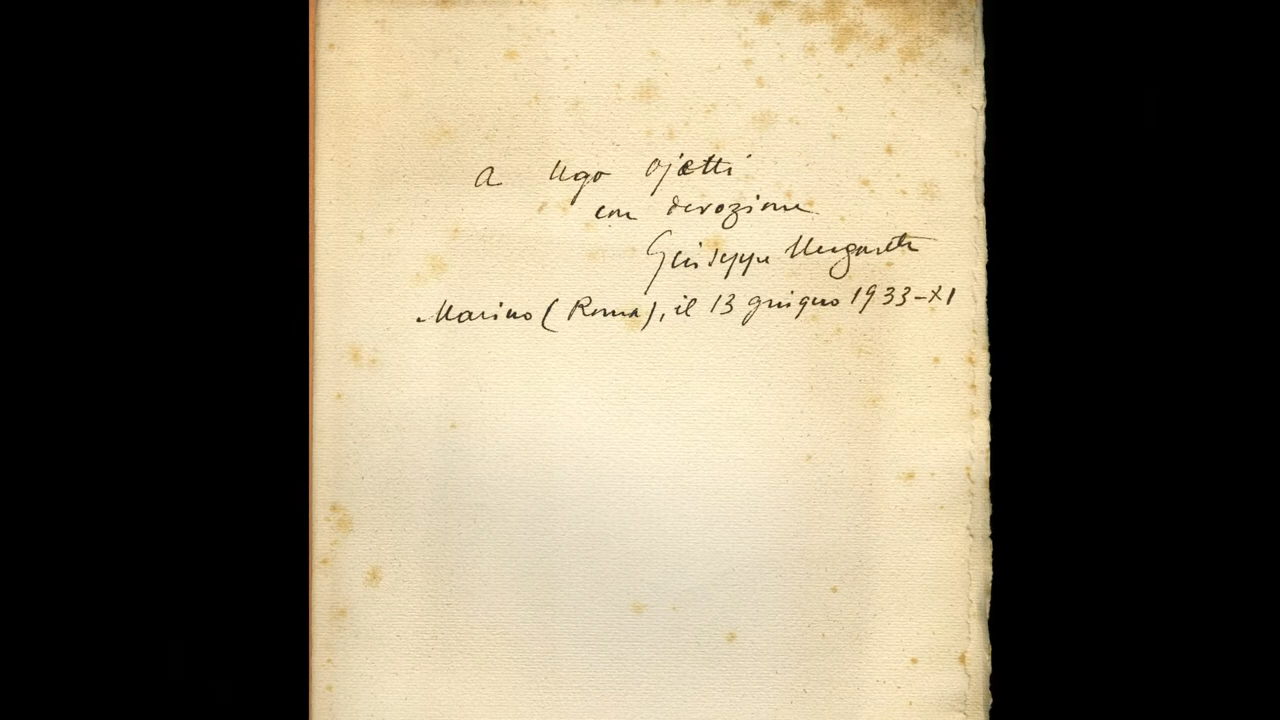 a Ugo Ojetti
con devozione
Giuseppe Ungaretti
Marino (Roma), il 13 giugno 1933-XI